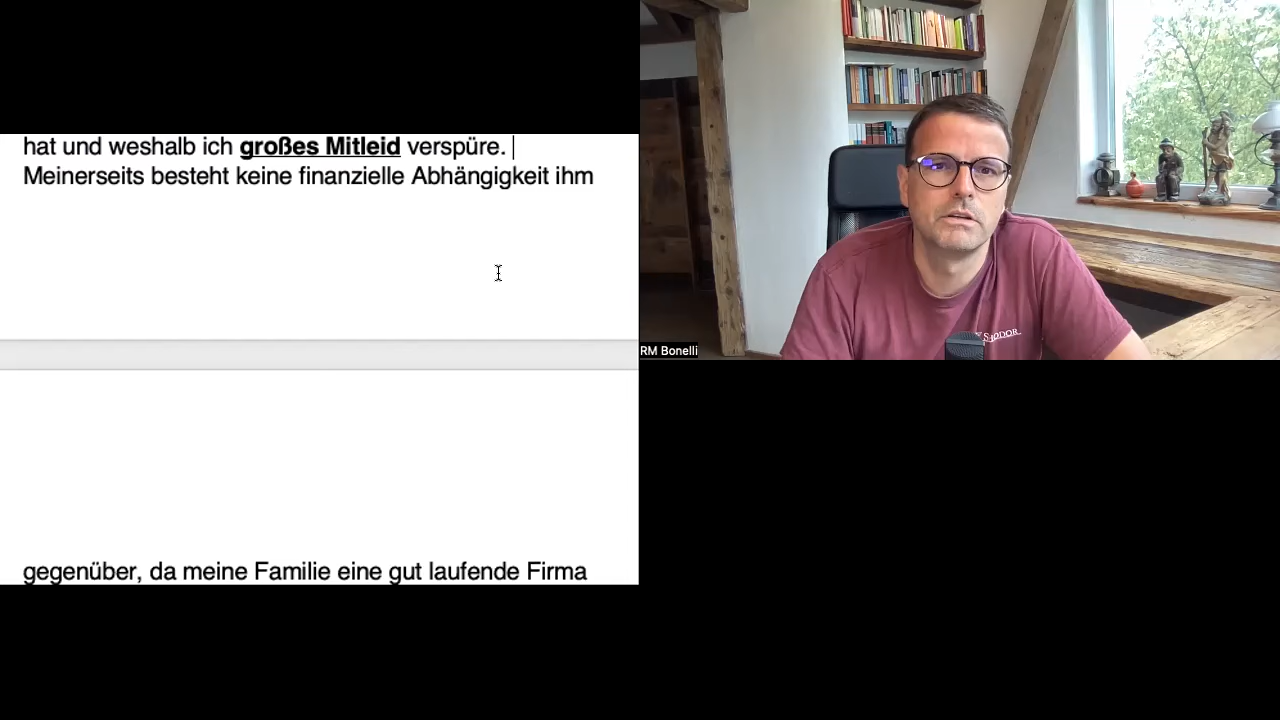 hat und weshalb ich großes Mitleid verspüre.
Meinerseits besteht keine finanzielle Abhängigkeit ihm
gegenüber, da meine Familie eine gut laufende Firma
RM Bonelli